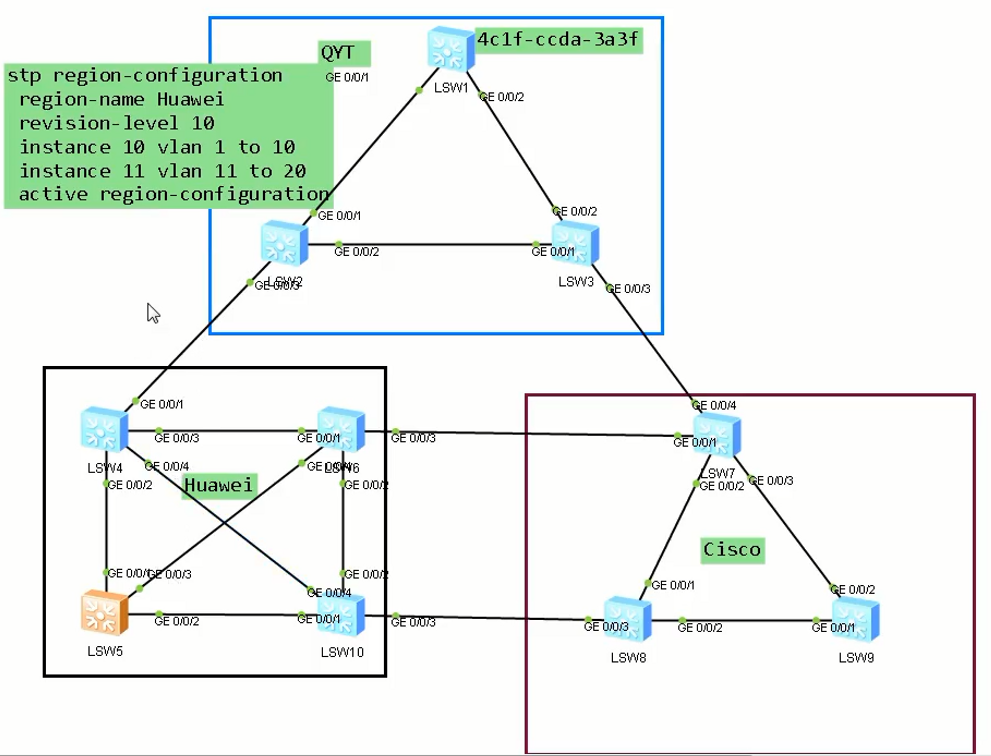 QYT
4c1f-ccda-3a3f
stp region-configuration
region-name Huawei
revision-level 10
instance 10 vlan 1 to 10
instance 11 vlan 11 to 20
active region-configuration
GE 0/0/1
LSW1
GE 0/0/2
GE 0/0/1
GE 0/0/2
GE 0/0/2
GE 0/0/1
LSW2
GE 0/0/3
LSW3
GE 0/0/3
GE 0/0/1
GE 0/0/4
GE 0/0/3
GE 0/0/1
GE 0/0/3
GE 0/0/1
LSW4
GE 0/0/4
GE 0/0/4
LSW6
LSW7
GE 0/0/2
Huawei
GE 0/0/2
GE 0/0/2
GE 0/0/3
Cisco
GE 0/0/1
GE 0/0/3
GE 0/0/2
GE 0/0/4
GE 0/0/1
GE 0/0/2
GE 0/0/2
GE 0/0/1
GE 0/0/3
GE 0/0/3
GE 0/0/2
GE 0/0/1
LSW5
LSW10
LSW8
LSW9